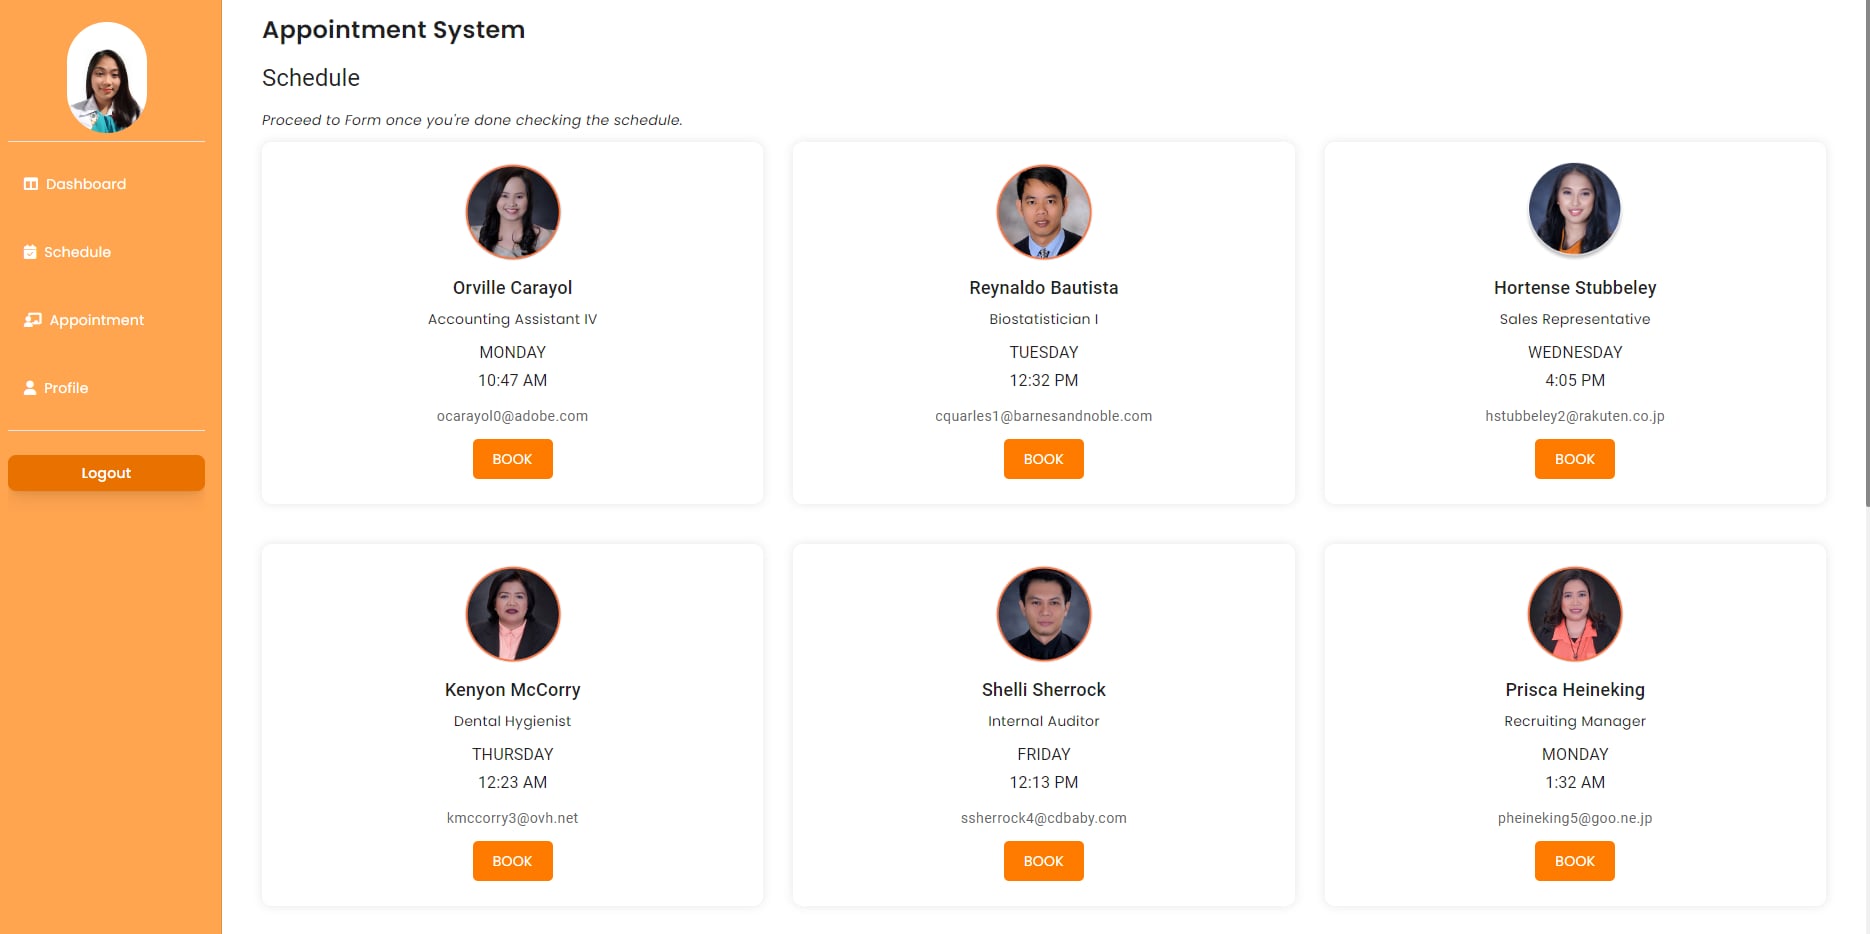 Dashboard
Schedule
Appointment
Profile
Logout
Appointment System
Schedule
Proceed to Form once you're done checking the schedule.
Orville Carayol
Accounting Assistant IV
MONDAY
10:47 AM
ocarayol0@adobe.com
BOOK
Reynaldo Bautista
Biostatistician I
TUESDAY
12:32 PM
cquarles1@barnesandnoble.com
BOOK
Hortense Stubbeley
Sales Representative
WEDNESDAY
4:05 PM
hstubbeley2@rakuten.co.jp
BOOK
Kenyon McCorry
Dental Hygienist
THURSDAY
12:23 AM
kmccorry3@ovh.net
BOOK
Shelli Sherrock
Internal Auditor
FRIDAY
12:13 PM
ssherrock4@cdbaby.com
BOOK
Prisca Heineking
Recruiting Manager
MONDAY
1:32 AM
pheineking5@goo.ne.jp
BOOK